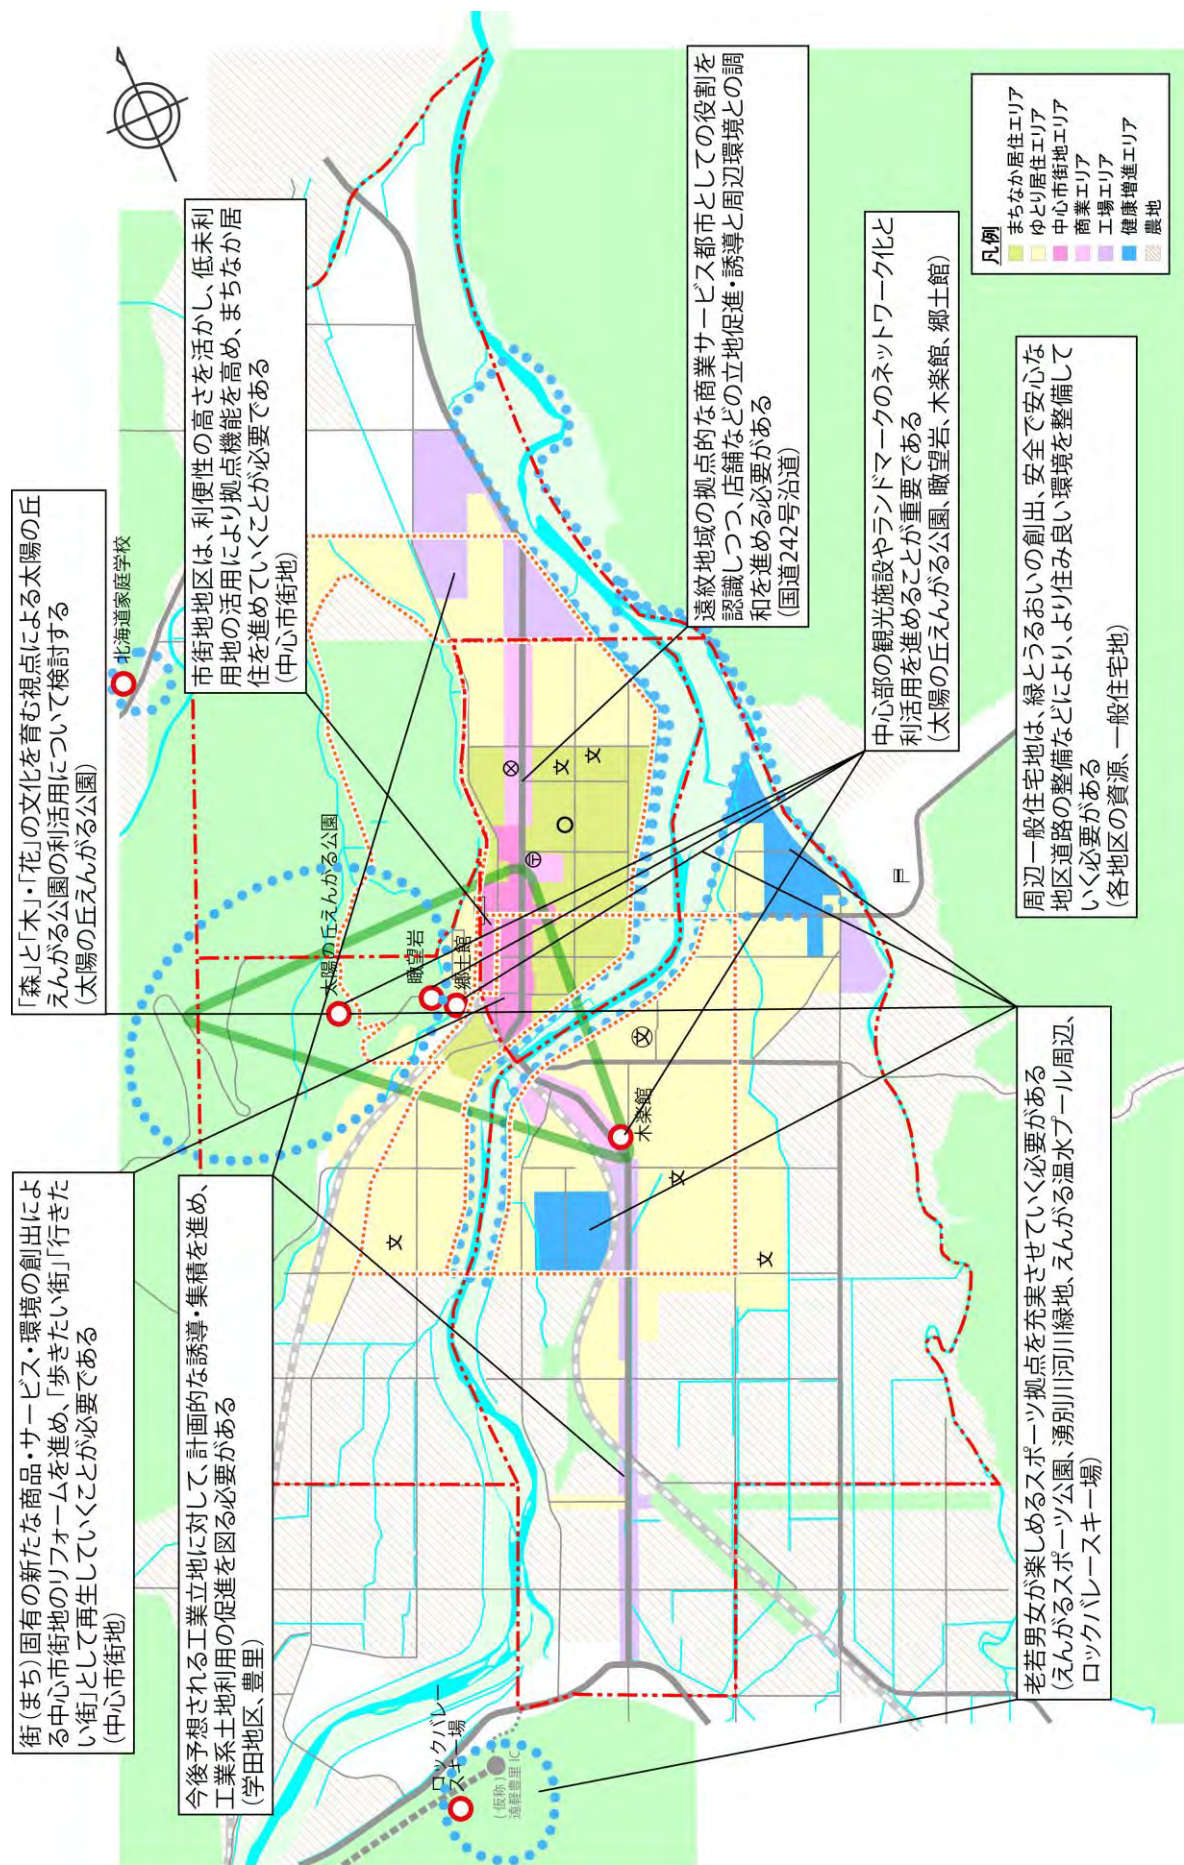 街（まち）固有の新たな商品・サービス・環境の創出によ
る中心市街地のリフォームを進め、「歩きたい街」「行きた
い街」として再生していくことが必要である
（中心市街地）
「森」と「木」・「花」の文化を育む視点による太陽の丘
えんがる公園の利活用について検討する
（太陽の丘えんがる公園）
今後予想される工業立地に対して、計画的な誘導・集積を進め、
工業系土地利用の促進を図る必要がある
（学田地区、豊里）
市街地地区は、利便性の高さを活かし、低未利
用地の活用により拠点機能を高め、まちなか居
住を進めていくことが必要である
（中心市街地）
北海道家庭学校
太陽の丘えんがる公園
瞰望岩
郷土館
木楽館
ロックバレー
スキー場
（仮称）
遠軽豊里IC
文
文
文
文
文
文
文
遠紋地域の拠点的な商業サービス都市としての役割を
認識しつつ、店舗などの立地促進・誘導と周辺環境との調
和を進める必要がある
（国道242号沿道）
中心部の観光施設やランドマークのネットワーク化と
利活用を進めることが重要である
（太陽の丘えんがる公園、瞰望岩、木楽館、郷土館）
老若男女が楽しめるスポーツ拠点を充実させていく必要がある
（えんがるスポーツ公園、湧別川河川緑地、えんがる温水プール周辺、
ロックバレースキー場）
周辺一般住宅地は、緑とうるおいの創出、安全で安心な
地区道路の整備などにより、より住み良い環境を整備して
いく必要がある
（各地区の資源、一般住宅地）
凡例
まちなか居住エリア
ゆとり居住エリア
中心市街地エリア
商業エリア
工場エリア
健康増進エリア
農地